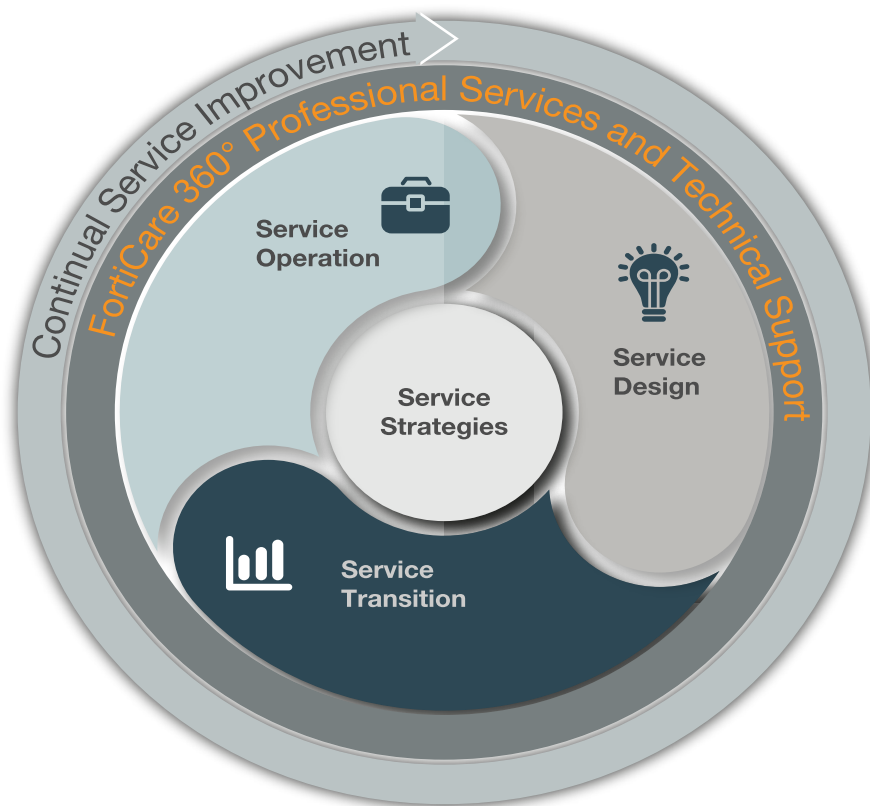 Continual Service Improvement
FortiCare 360° Professional Services and Technical Support
Service
Operation
Service
Design
Service
Strategies
Service
Transition